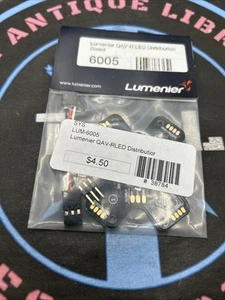 ANTIQUE LIBR
Lumenier QAV-R LED Distribution
Board
6005
www.lumenier.com
Lumenier
SYS
LUM-6005
Lumenier QAV-RLED Distributior
$4.50
# 38784